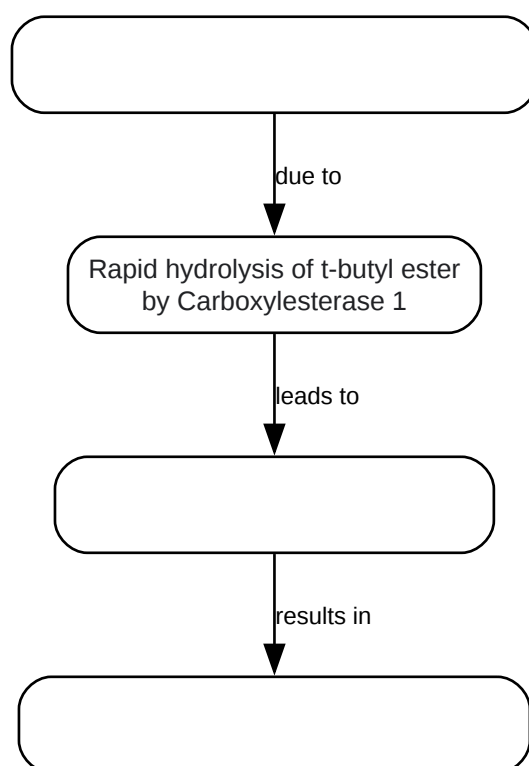 due to
Rapid hydrolysis of t-butyl ester
by Carboxylesterase 1
leads to
results in